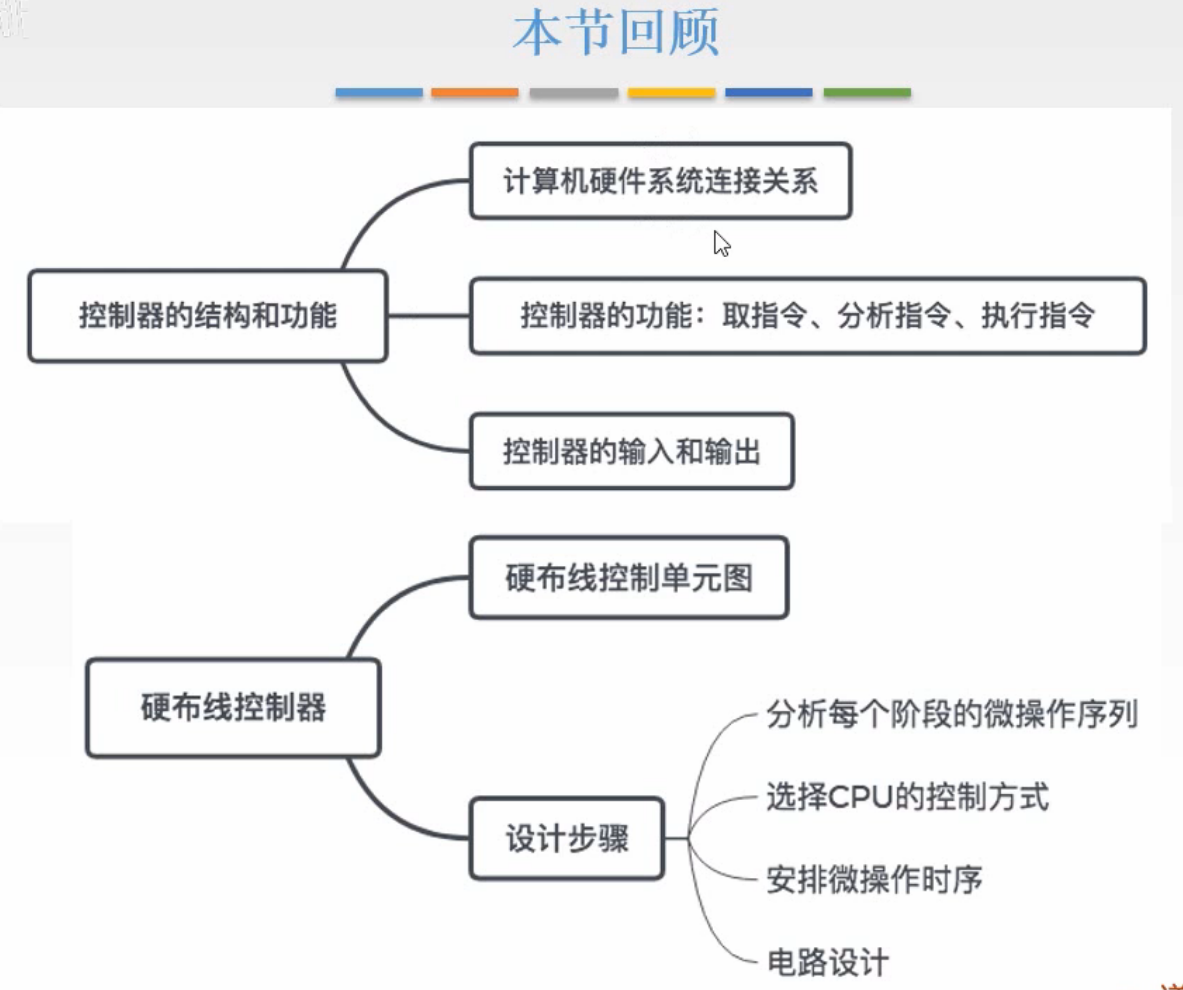 本节回顾
计算机硬件系统连接关系
控制器的结构和功能
控制器的功能：取指令、分析指令、执行指令
控制器的输入和输出
硬布线控制单元图
硬布线控制器
分析每个阶段的微操作序列
选择CPU的控制方式
设计步骤
安排微操作时序
电路设计